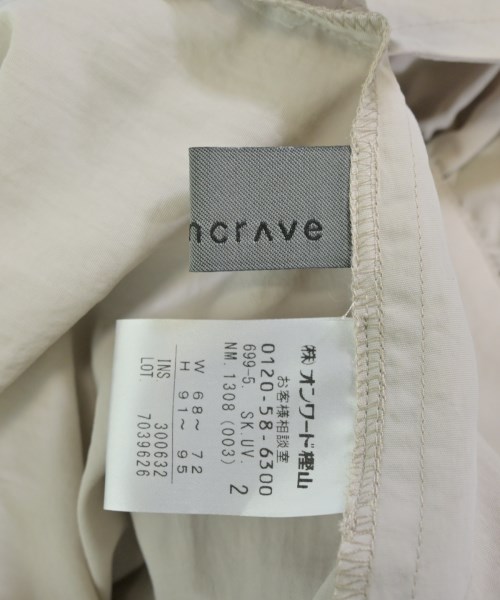 ncrave
(株)オンワード樫山
お客様相談室
0120-58-6300
699-5. SK.UV. 2
NM.1308(003)
W 68~ 72
H 91~ 95
INS 300632
LOT 7039626